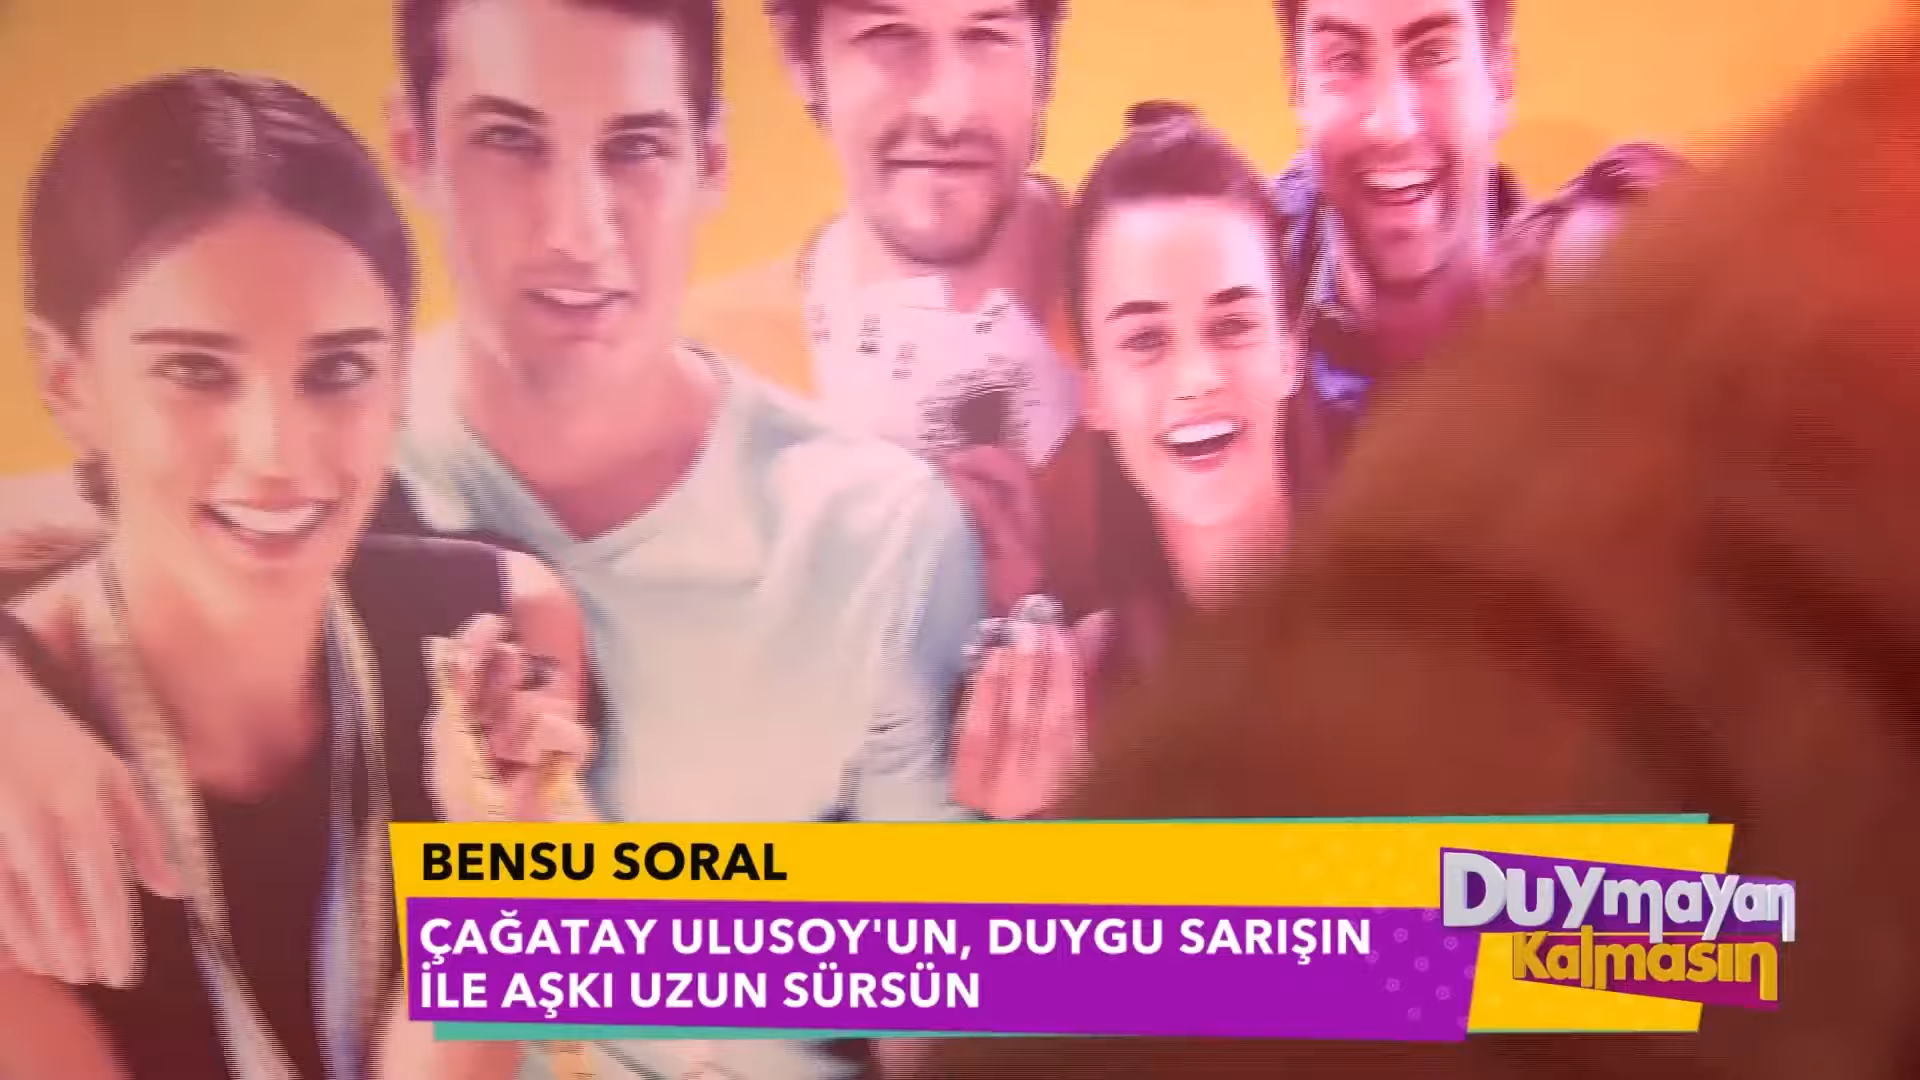 BENSU SORAL
ÇAĞATAY ULUSOY'UN, DUYGU SARIŞIN
İLE AŞKI UZUN SÜRSÜN
Duymayan
Kalmasın